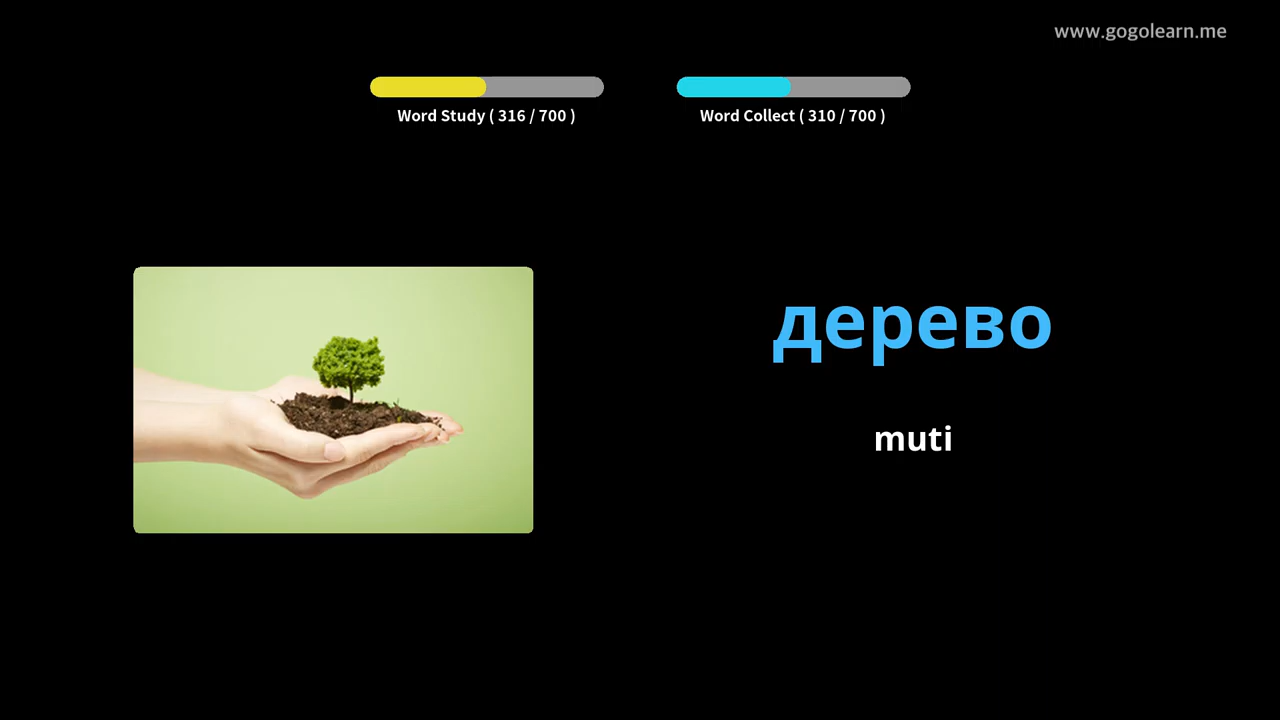 www.gogolearn.me
Word Study ( 316 / 700 )
Word Collect ( 310 / 700 )
дерево
muti